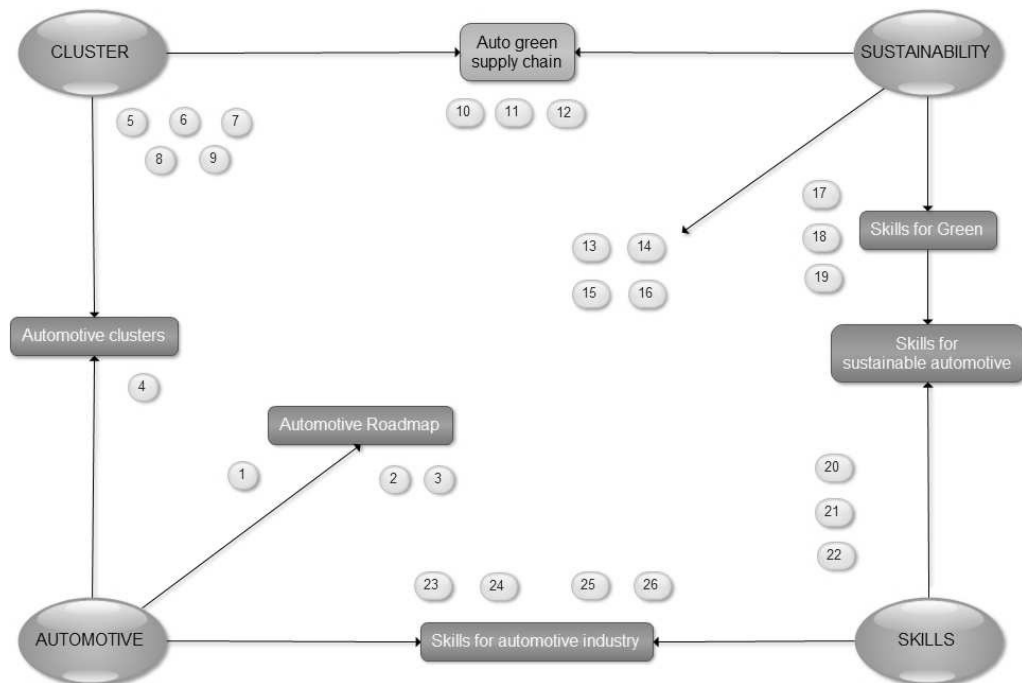 CLUSTER
Auto green
supply chain
SUSTAINABILITY
5 6 7
8 9
10 11 12
17
18
19
Skills for Green
13 14
15 16
Automotive clusters
Skills for
sustainable automotive
4
Automotive Roadmap
1
2 3
20
21
22
23 24 25 26
AUTOMOTIVE
Skills for automotive industry
SKILLS